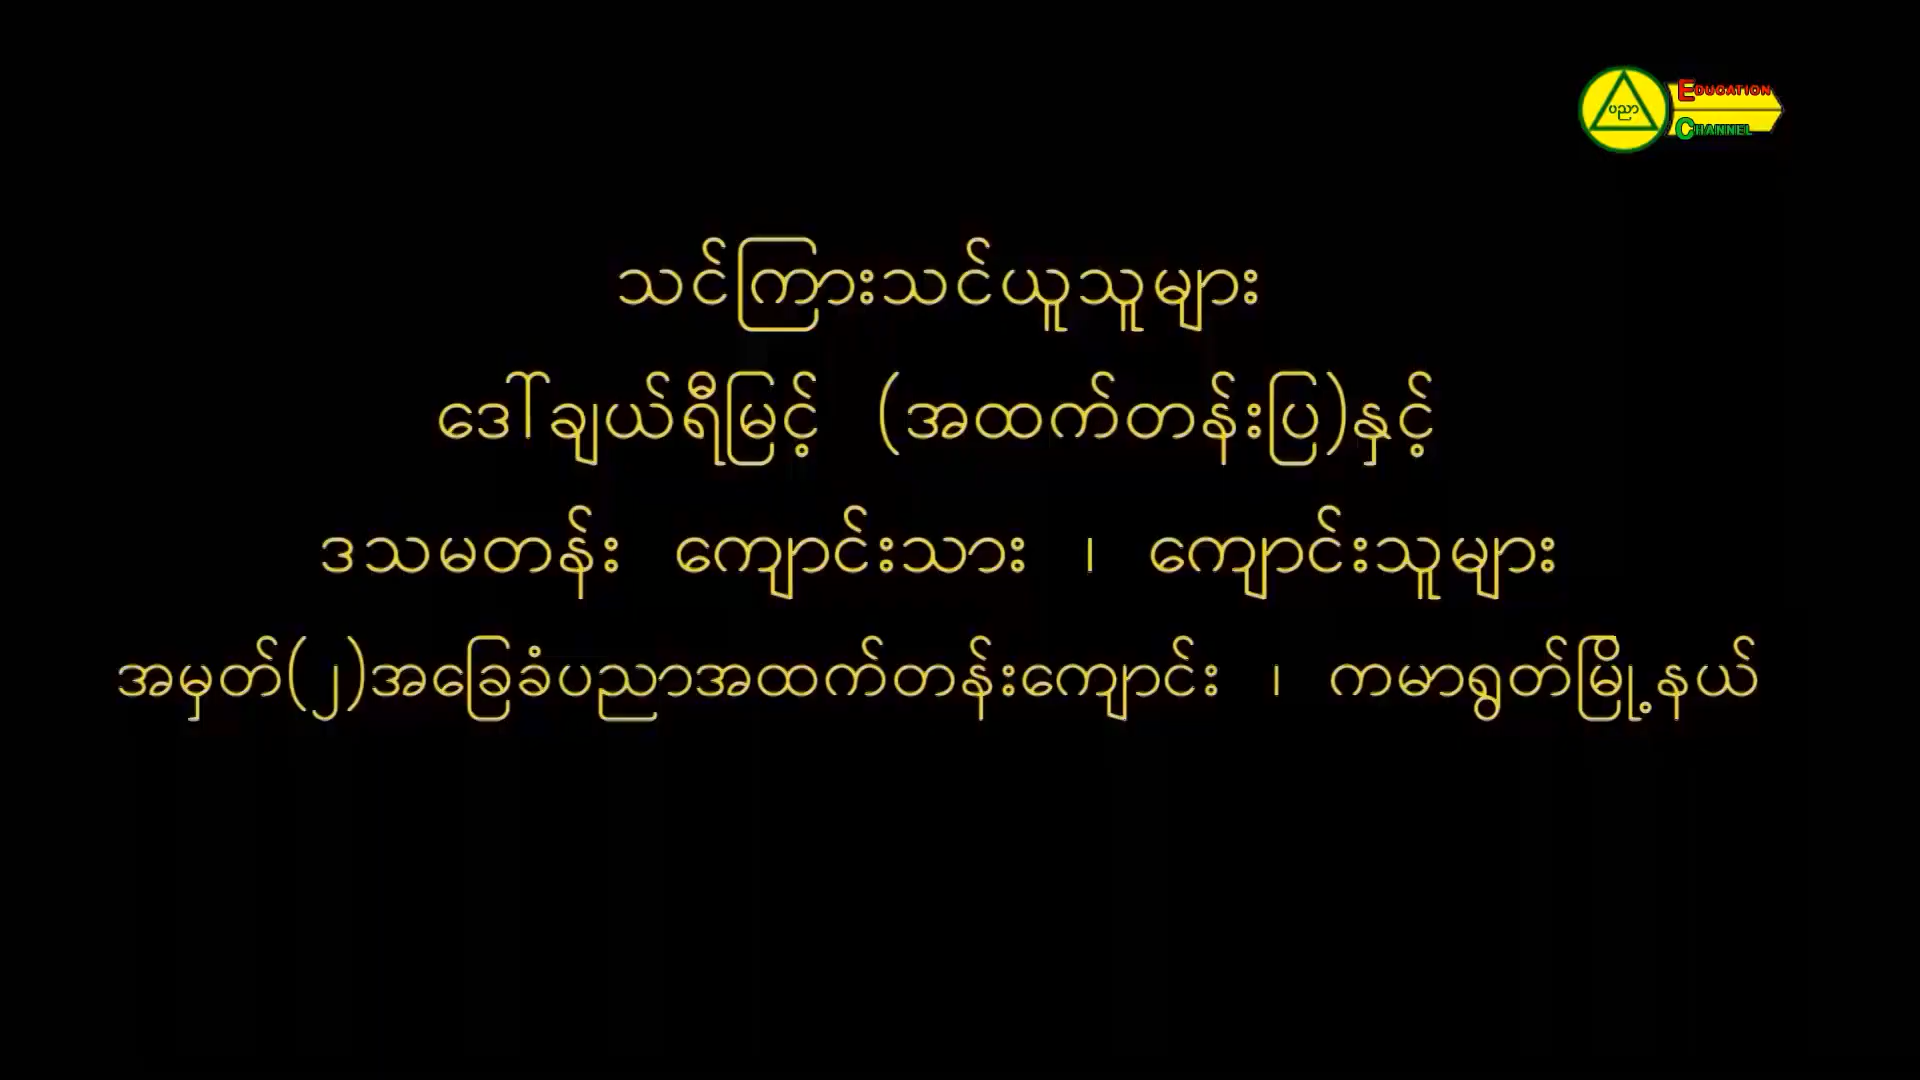 ပညာ
EDUCATION
CHANNEL
သင်ကြားသင်ယူသူများ
ဒေါ်ချယ်ရီမြင့် (အထက်တန်းပြ)နှင့်
ဒသမတန်း ကျောင်းသား ၊ ကျောင်းသူများ
အမှတ်(၂)အခြေခံပညာအထက်တန်းကျောင်း ၊ ကမာရွတ်မြို့နယ်